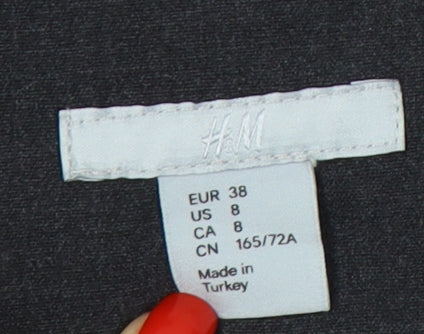 H&M
EUR 38
US 8
CA 8
CN 165/72A
Made in
Turkey